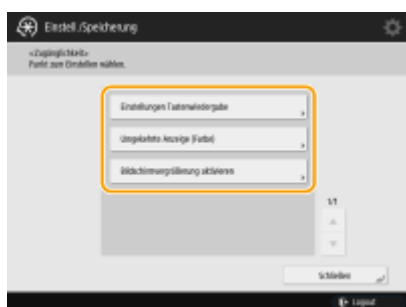 Einstell./Speicherung
<Zugänglichkeit>
Punkt zum Einstellen wählen.
Einstellungen Tastenwiedergabe
Umgekehrte Anzeige (Farbe)
Bildschirmvergrößerung aktivieren
1/1
Schließen
Logout